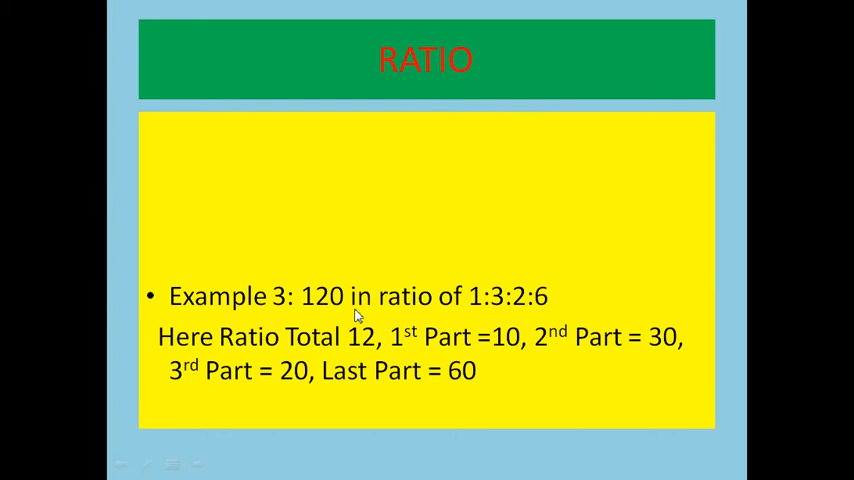 RATIO
• Example 3: 120 in ratio of 1:3:2:6
Here Ratio Total 12, 1st Part =10, 2nd Part = 30,
3rd Part = 20, Last Part = 60